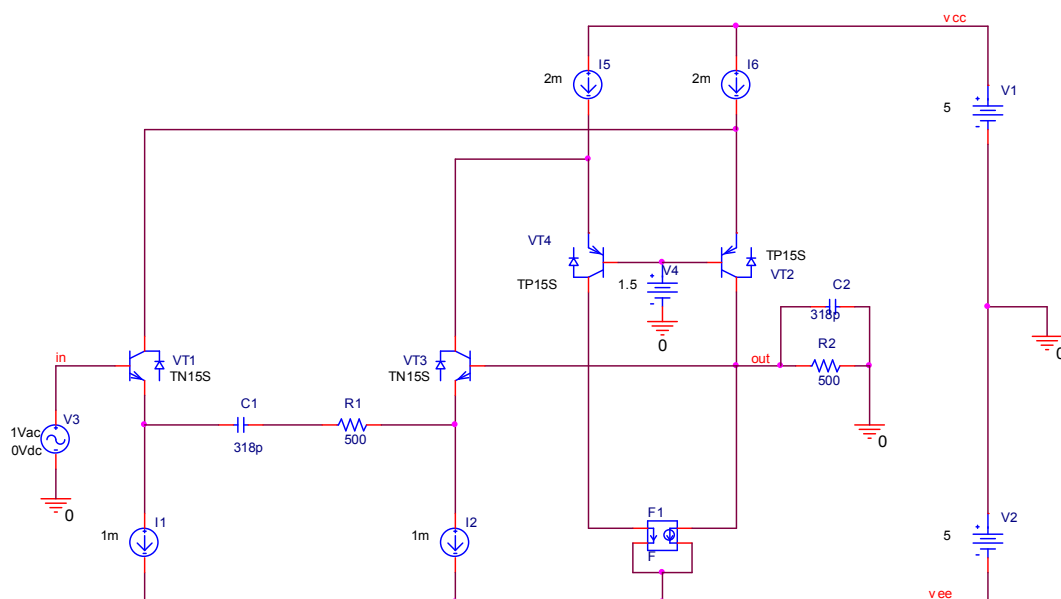 vcc
I5
2m
I6
2m
V1
5
VT4
TP15S
V4
1.5
0
TP15S
VT2
C2
318p
R2
500
0
out
0
in
VT1
TN15S
VT3
TN15S
V3
1Vac
0Vdc
0
C1
318p
R1
500
I1
1m
I2
1m
F1
F
V2
5
vee